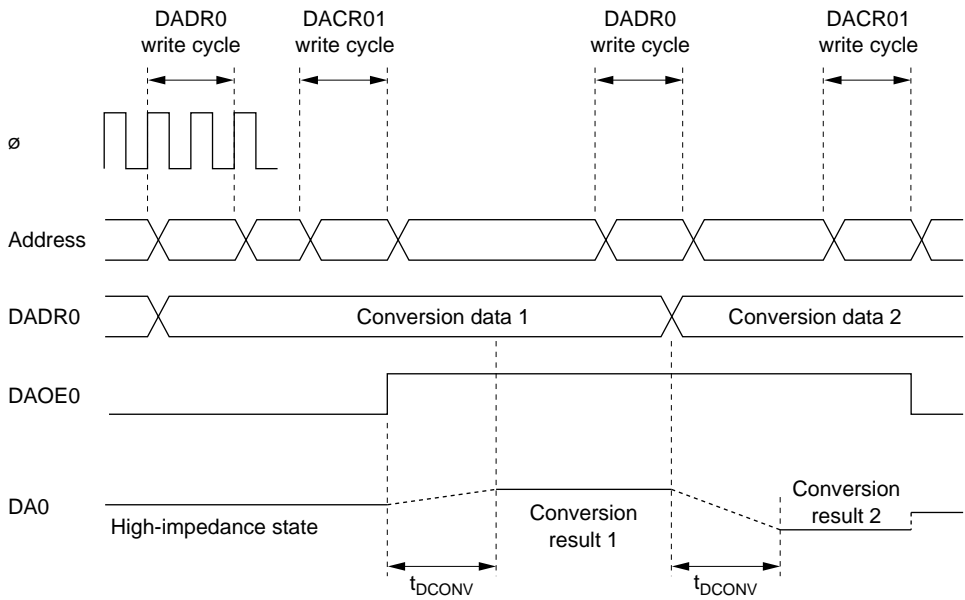 DADR0
write cycle
DACR01
write cycle
DADR0
write cycle
DACR01
write cycle
ø
Address
DADR0
Conversion data 1
Conversion data 2
DAOE0
DA0
High-impedance state
Conversion
result 1
Conversion
result 2
tDCONV
tDCONV